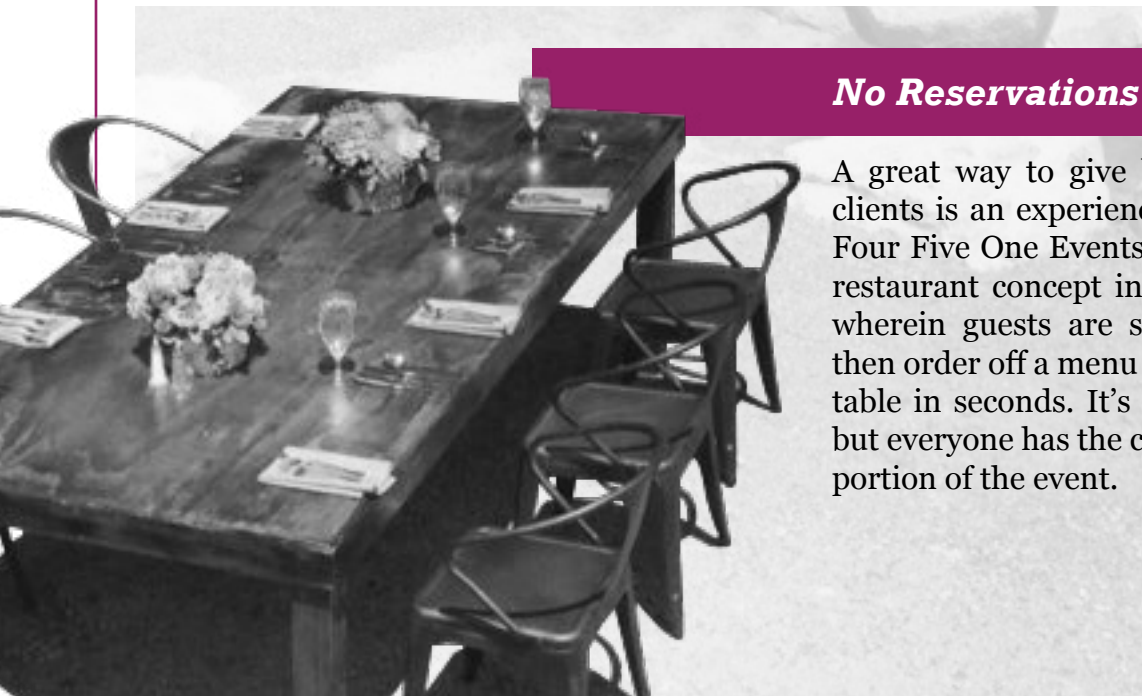 No Reservations
A great way to give
clients is an experienc
Four Five One Events
restaurant concept in
wherein guests are s
then order off a menu
table in seconds. It’s
but everyone has the c
portion of the event.